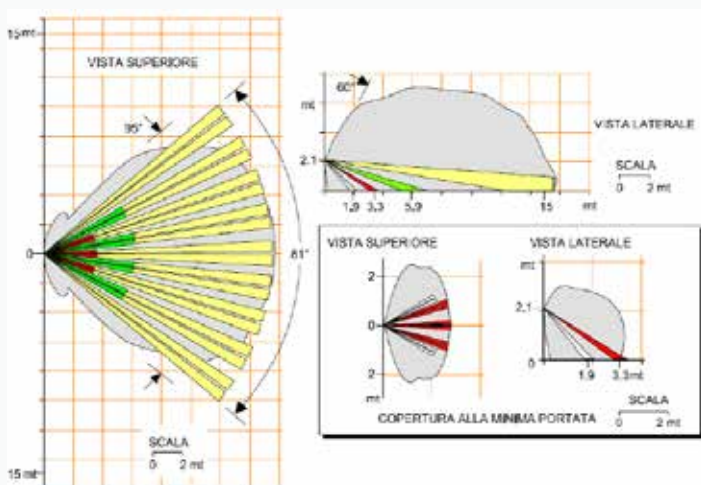 15 mt
VISTA SUPERIORE
95°
0
81°
SCALA
0 2 mt
15 mt
60°
mt
VISTA LATERALE
2.1
SCALA
0 2 mt
1.9 3.3 5.9 15 mt
VISTA SUPERIORE
2
0
2
mt
VISTA LATERALE
mt
2.1
0
1.9 3.3mt
SCALA
0 2 mt
COPERTURA ALLA MINIMA PORTATA